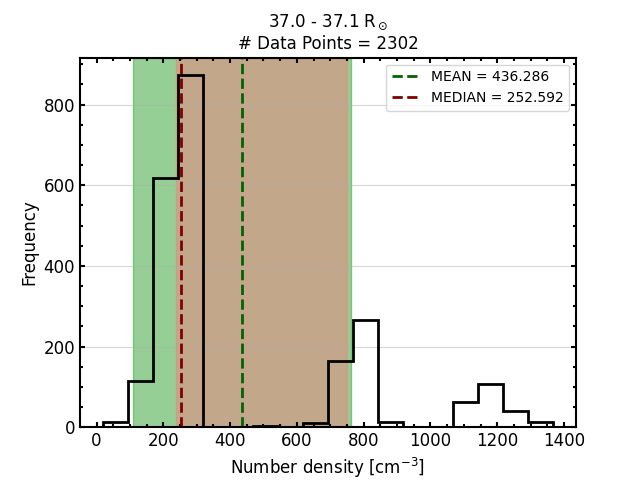 37.0 - 37.1 R⊙
# Data Points = 2302
MEAN = 436.286
MEDIAN = 252.592
Frequency
800
600
400
200
0
0 200 400 600 800 1000 1200 1400
Number density [cm⁻³]